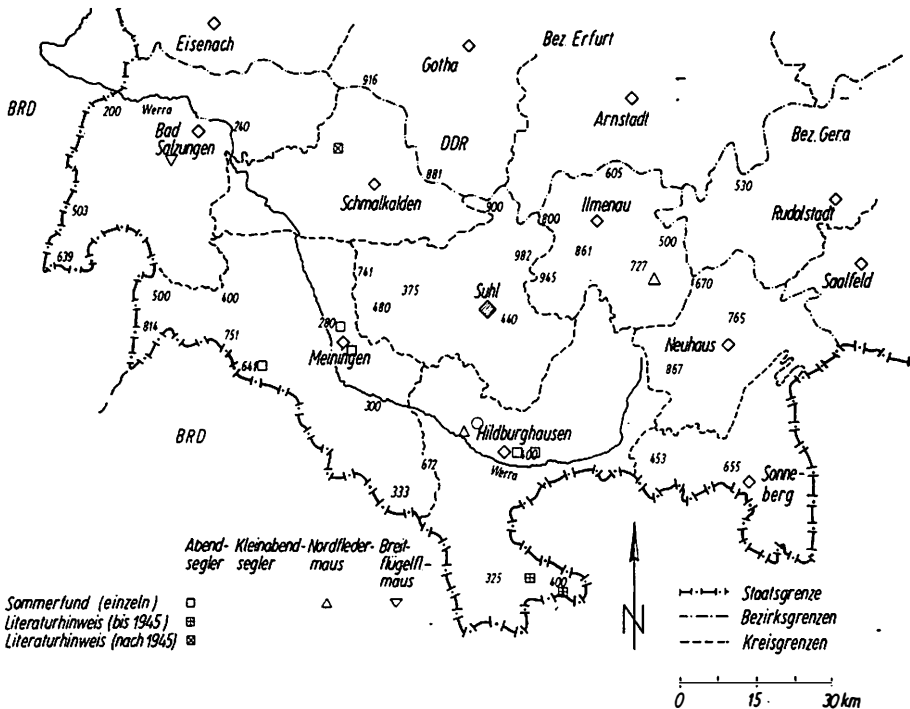 Eisenach
Gotha
Bez. Erfurt
916
BRD
200
Werra
Bad
Salzungen
240
DDR
Arnstadt
Bez. Gera
881
605
530
503
Schmalkalden
900
800
Ilmenau
Rudolstadt
639
982
861
500
741
945
727
670
Saalfeld
500
400
480
375
Suhl
440
814
751
280
765
641
Meiningen
Neuhaus
867
300
BRD
Hildburghausen
400
672
Werra
453
655
Sonne-
berg
333
325
400
Abend-
segler
Kleinabend-
segler
Nordfleder-
maus
Breit-
flügelfl-
maus
Sommerfund (einzeln)
Literaturhinweis (bis 1945)
Literaturhinweis (nach 1945)
N
Staatsgrenze
Bezirksgrenzen
Kreisgrenzen
0 15 30 km